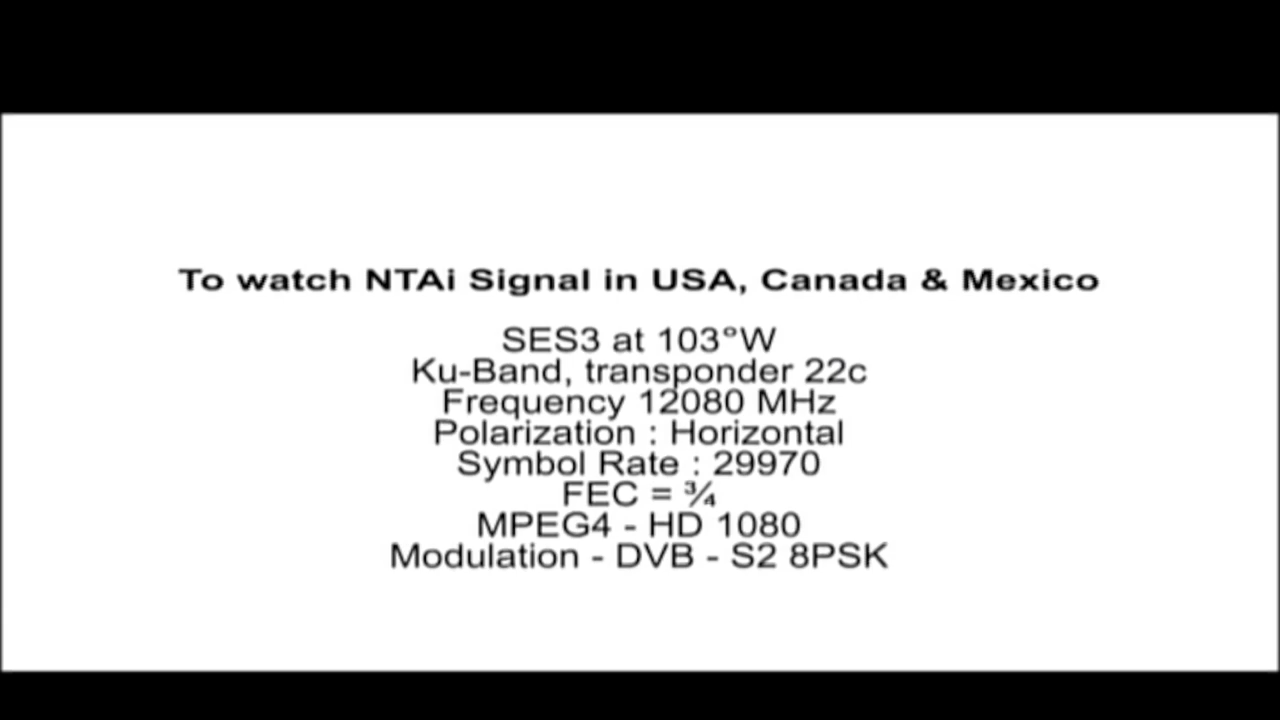 To watch NTAi Signal in USA, Canada & Mexico
SES3 at 103°W
Ku-Band, transponder 22c
Frequency 12080 MHz
Polarization : Horizontal
Symbol Rate : 29970
FEC = ¾
MPEG4 - HD 1080
Modulation - DVB - S2 8PSK